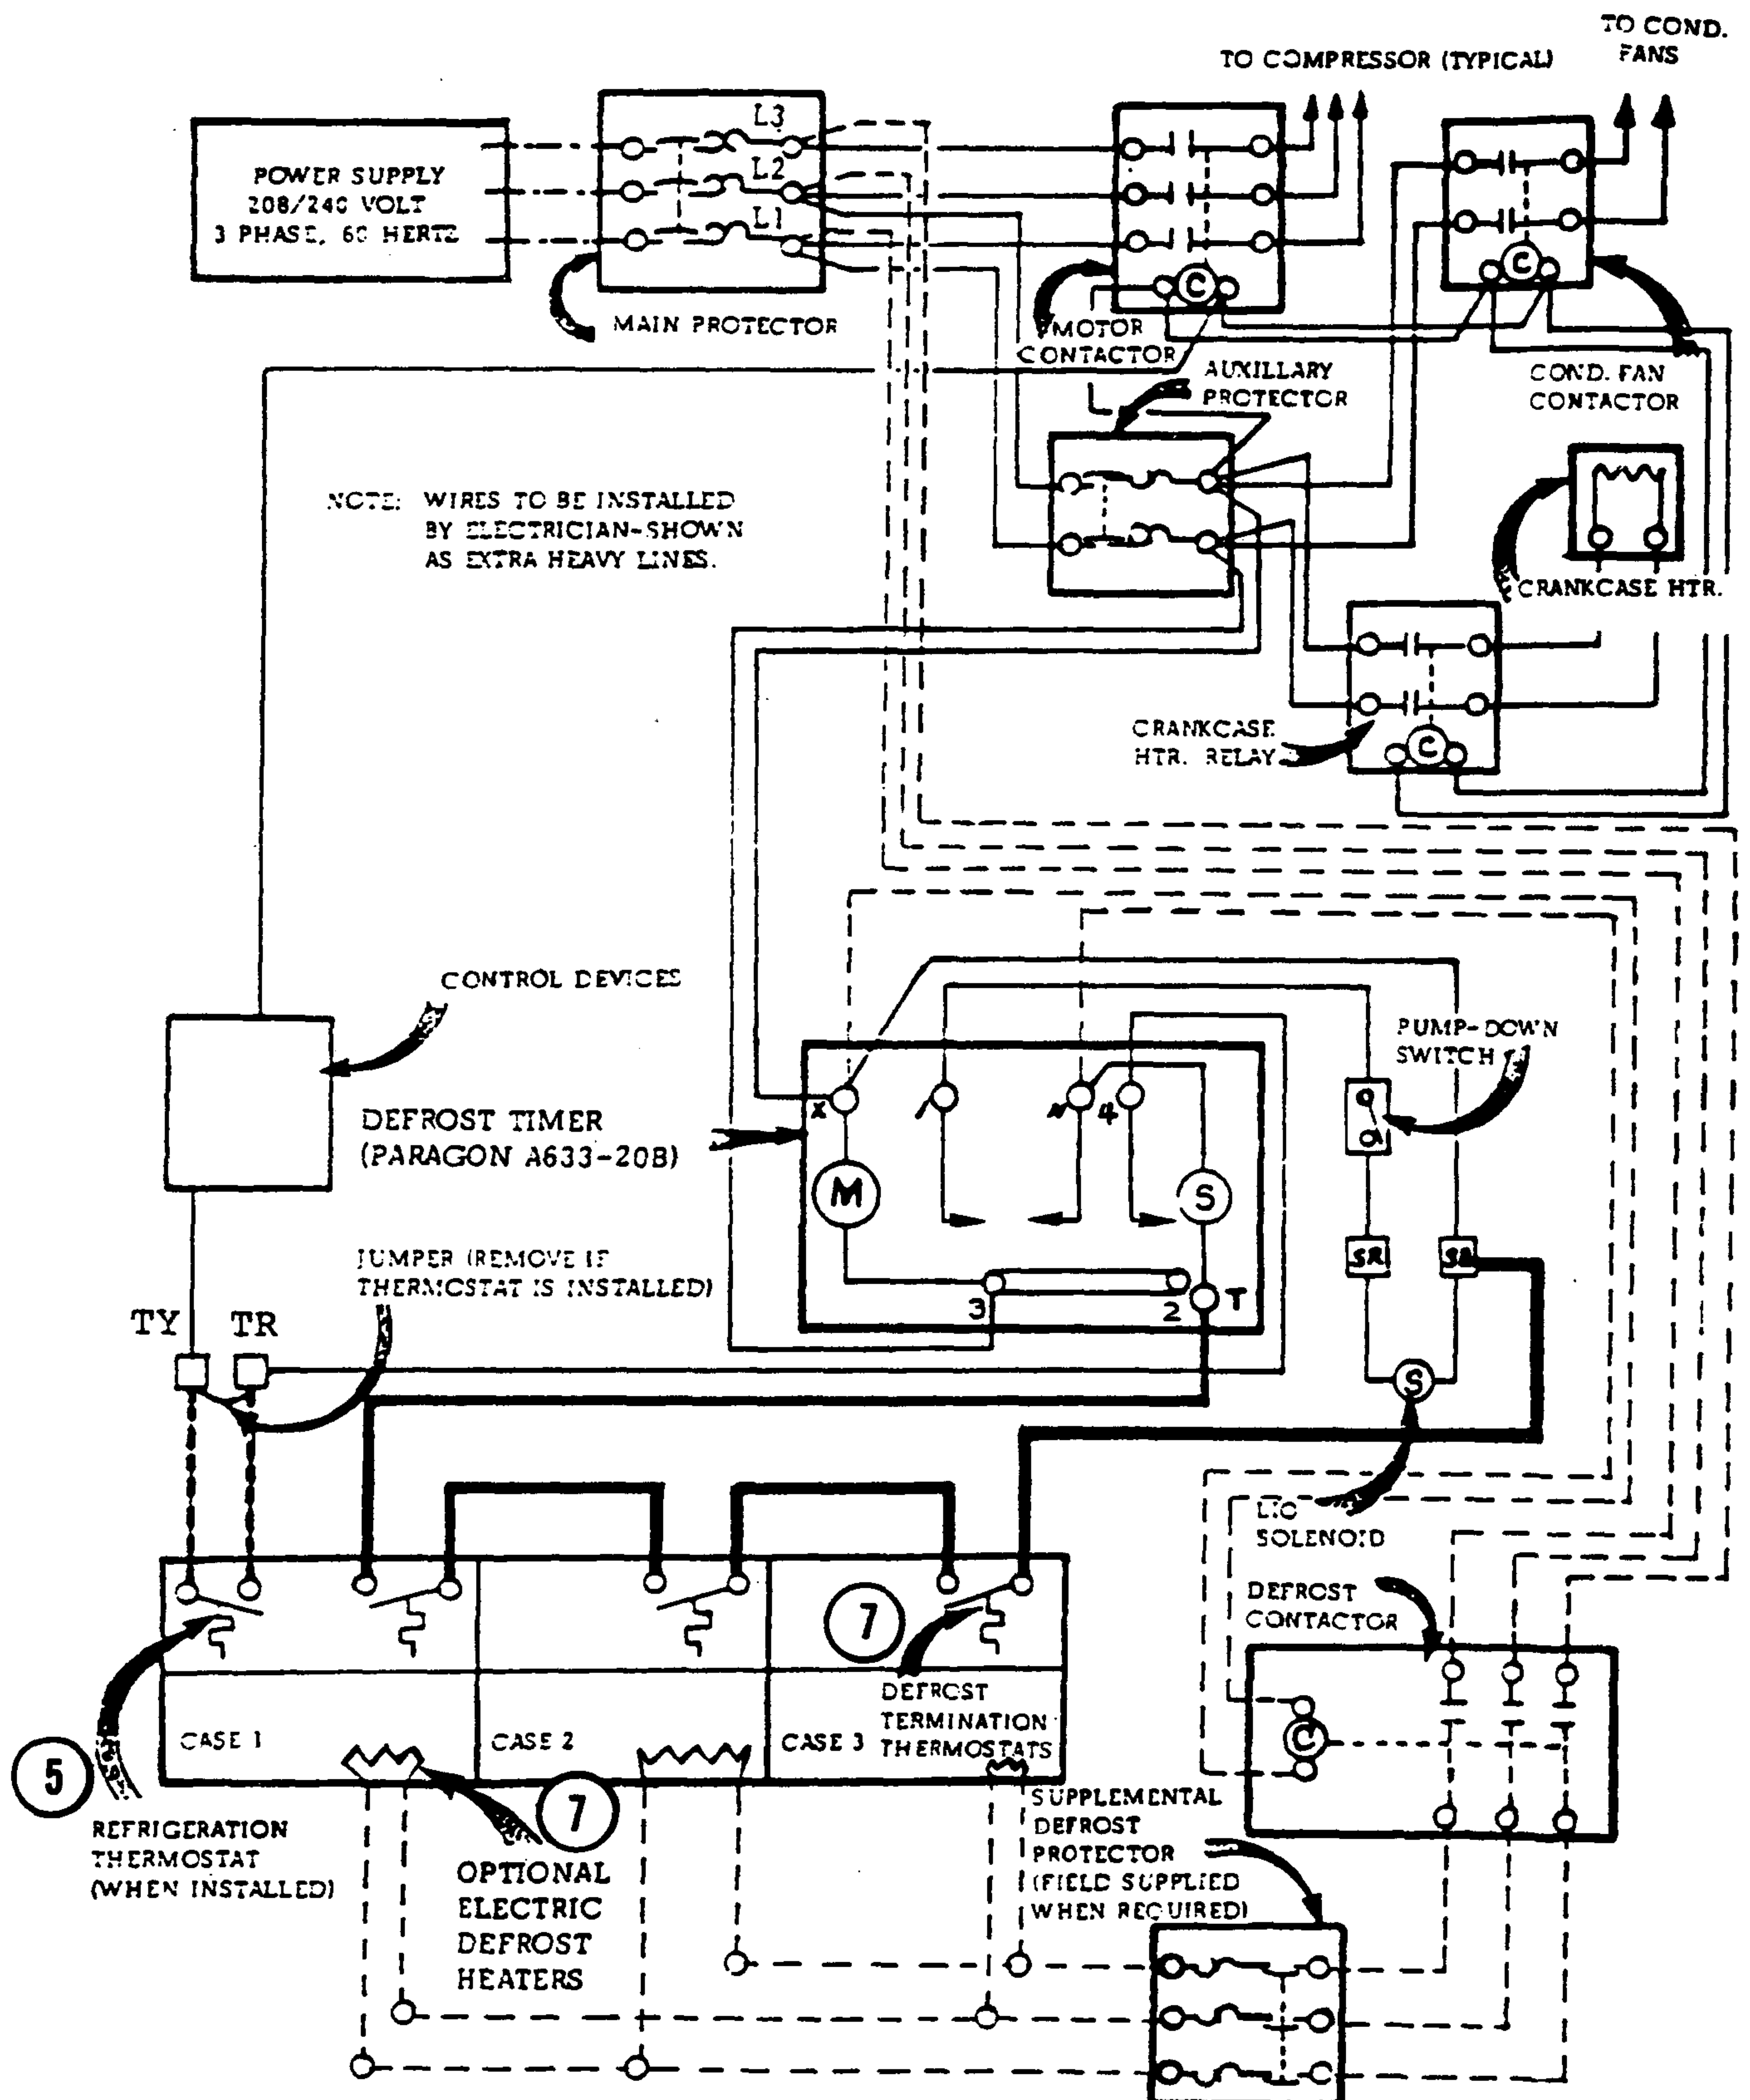 TO COND.
FANS
TO COMPRESSOR (TYPICAL)
L3
L2
L1
POWER SUPPLY
208/240 VOLT
3 PHASE, 60 HERTZ
C
C
MAIN PROTECTOR
MOTOR
CONTACTOR
AUXILLARY
PROTECTOR
COND. FAN
CONTACTOR
NOTE: WIRES TO BE INSTALLED
BY ELECTRICIAN-SHOWN
AS EXTRA HEAVY LINES.
CRANKCASE HTR.
CRANKCASE
HTR. RELAY
C
CONTROL DEVICES
PUMP-DOWN
SWITCH
DEFROST TIMER
(PARAGON A633-20B)
X
N
4
M
S
3
2
T
SR
SB
JUMPER (REMOVE IF
THERMOSTAT IS INSTALLED)
TY
TR
S
LIQ
SOLENOID
DEFROST
CONTACTOR
C
7
CASE 1
CASE 2
CASE 3
DEFROST
TERMINATION
THERMOSTATS
5
7
REFRIGERATION
THERMOSTAT
(WHEN INSTALLED)
OPTIONAL
ELECTRIC
DEFROST
HEATERS
SUPPLEMENTAL
DEFROST
PROTECTOR
(FIELD SUPPLIED
WHEN REQUIRED)